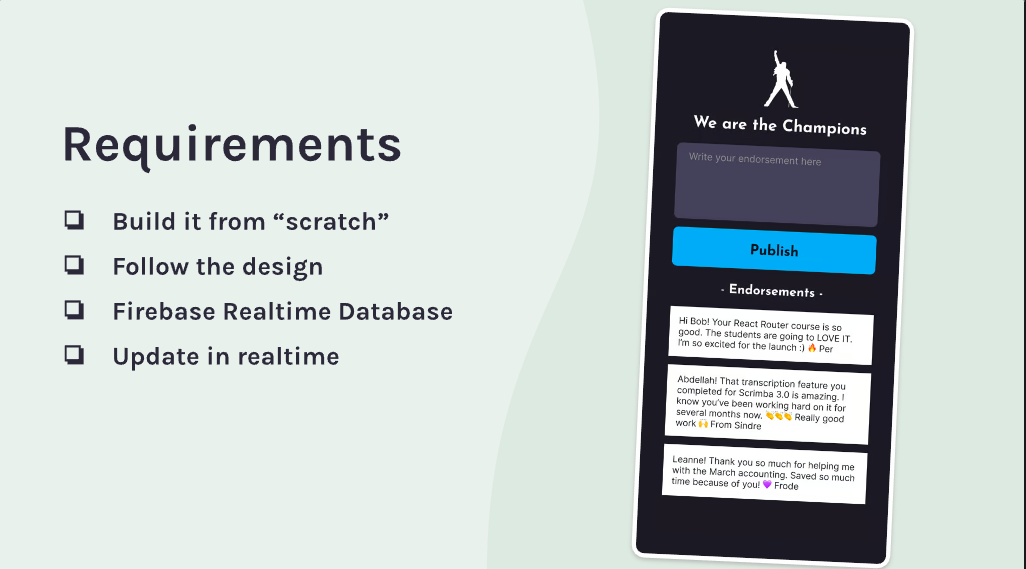 Requirements
Build it from “scratch”
Follow the design
Firebase Realtime Database
Update in realtime
We are the Champions
Write your endorsement here
Publish
- Endorsements -
Hi Bob! Your React Router course is so
good. The students are going to LOVE IT.
I'm so excited for the launch :) 🔥 Per
Abdellah! That transcription feature you
completed for Scrimba 3.0 is amazing. I
know you've been working hard on it for
several months now. 👏👏👏 Really good
work 🙌 From Sindre
Leanne! Thank you so much for helping me
with the March accounting. Saved so much
time because of you! 💜 Frode